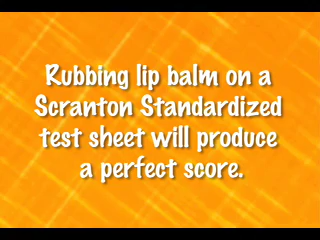 Rubbing lip balm on a
Scranton Standardized
test sheet will produce
a perfect score.